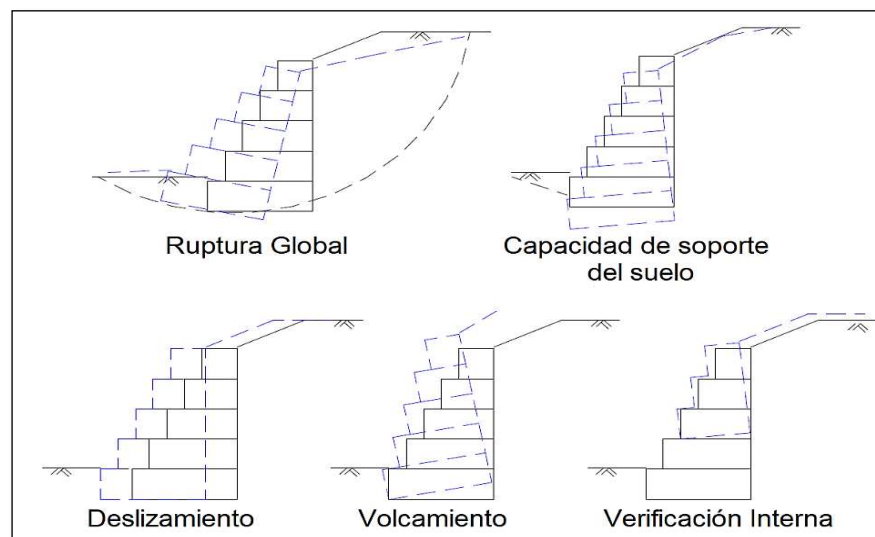 Ruptura Global
Capacidad de soporte
del suelo
Deslizamiento
Volcamiento
Verificación Interna